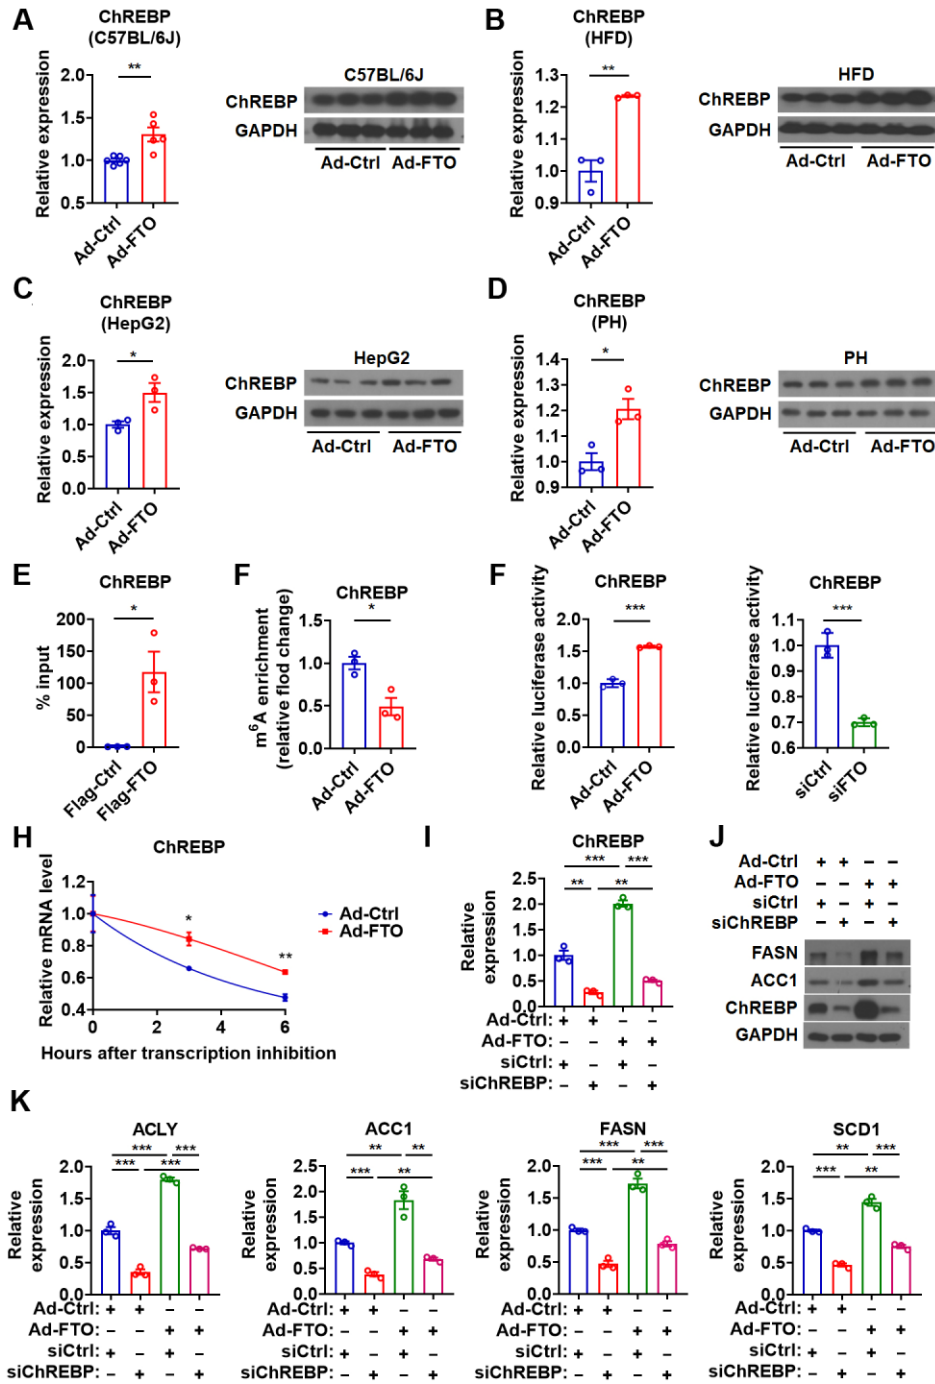 A
ChREBP
(C57BL/6J)
Relative expression
2.0
1.5
1.0
0.5
**
Ad-Ctrl
Ad-FTO
C57BL/6J
ChREBP
GAPDH
Ad-Ctrl Ad-FTO
B
ChREBP
(HFD)
Relative expression
1.3
1.2
1.1
1.0
0.9
**
Ad-Ctrl
Ad-FTO
HFD
ChREBP
GAPDH
Ad-Ctrl Ad-FTO
C
ChREBP
(HepG2)
Relative expression
2.0
1.5
1.0
0.5
0.0
*
Ad-Ctrl
Ad-FTO
HepG2
ChREBP
GAPDH
Ad-Ctrl Ad-FTO
D
ChREBP
(PH)
Relative expression
1.4
1.3
1.2
1.1
1.0
0.9
*
Ad-Ctrl
Ad-FTO
PH
ChREBP
GAPDH
Ad-Ctrl Ad-FTO
E
ChREBP
% input
200
150
100
50
0
*
Flag-Ctrl
Flag-FTO
F
ChREBP
m⁶A enrichment
(relative flod change)
1.5
1.0
0.5
0.0
*
Ad-Ctrl
Ad-FTO
F
ChREBP
Relative luciferase activity
2.0
1.5
1.0
0.5
0.0
***
Ad-Ctrl
Ad-FTO
ChREBP
Relative luciferase activity
1.1
1.0
0.9
0.8
0.7
0.6
***
siCtrl
siFTO
H
ChREBP
Relative mRNA level
1.2
1.0
0.8
0.6
0.4
*
**
0 2 4 6
Hours after transcription inhibition
Ad-Ctrl
Ad-FTO
I
ChREBP
Relative
expression
2.5
2.0
1.5
1.0
0.5
0.0
*** ***
** **
Ad-Ctrl: + + – –
Ad-FTO: – – + +
siCtrl: + – + –
siChREBP: – + – +
J
Ad-Ctrl + + – –
Ad-FTO – – + +
siCtrl + – + –
siChREBP – + – +
FASN
ACC1
ChREBP
GAPDH
K
ACLY
Relative
expression
2.0
1.5
1.0
0.5
0.0
*** ***
*** ***
Ad-Ctrl: + + – –
Ad-FTO: – – + +
siCtrl: + – + –
siChREBP: – + – +
ACC1
Relative
expression
2.5
2.0
1.5
1.0
0.5
0.0
** **
*** **
Ad-Ctrl: + + – –
Ad-FTO: – – + +
siCtrl: + – + –
siChREBP: – + – +
FASN
Relative
expression
2.0
1.5
1.0
0.5
0.0
*** ***
*** **
Ad-Ctrl: + + – –
Ad-FTO: – – + +
siCtrl: + – + –
siChREBP: – + – +
SCD1
Relative
expression
2.0
1.5
1.0
0.5
0.0
** ***
*** **
Ad-Ctrl: + + – –
Ad-FTO: – – + +
siCtrl: + – + –
siChREBP: – + – +